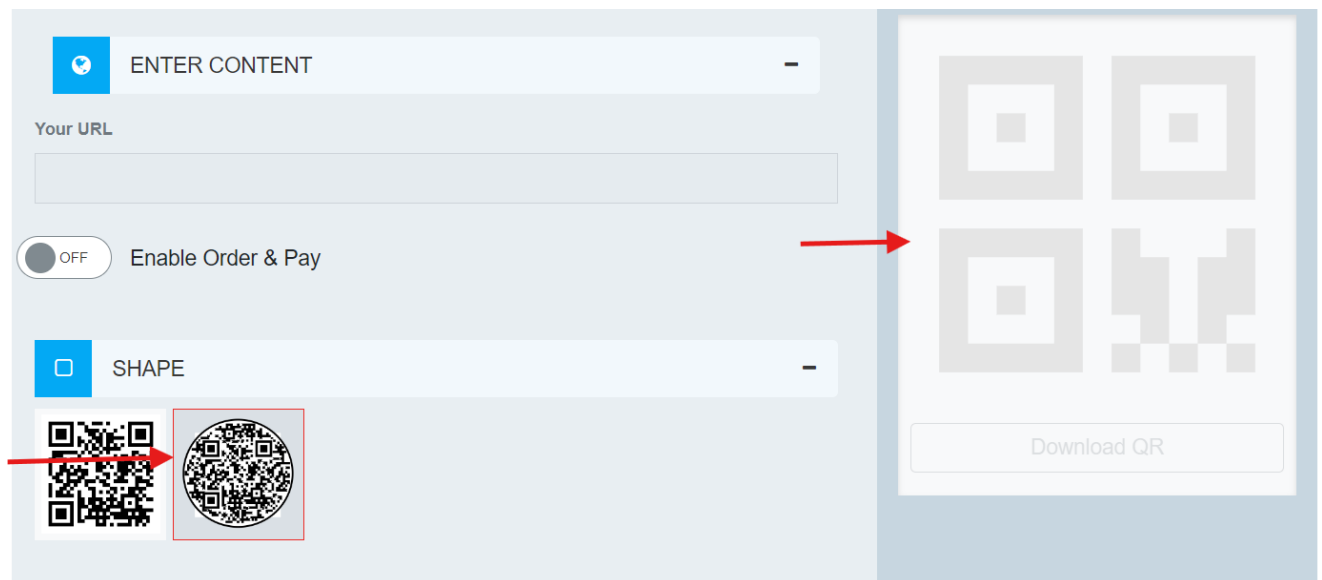 ENTER CONTENT
Your URL
OFF
Enable Order & Pay
SHAPE
Download QR